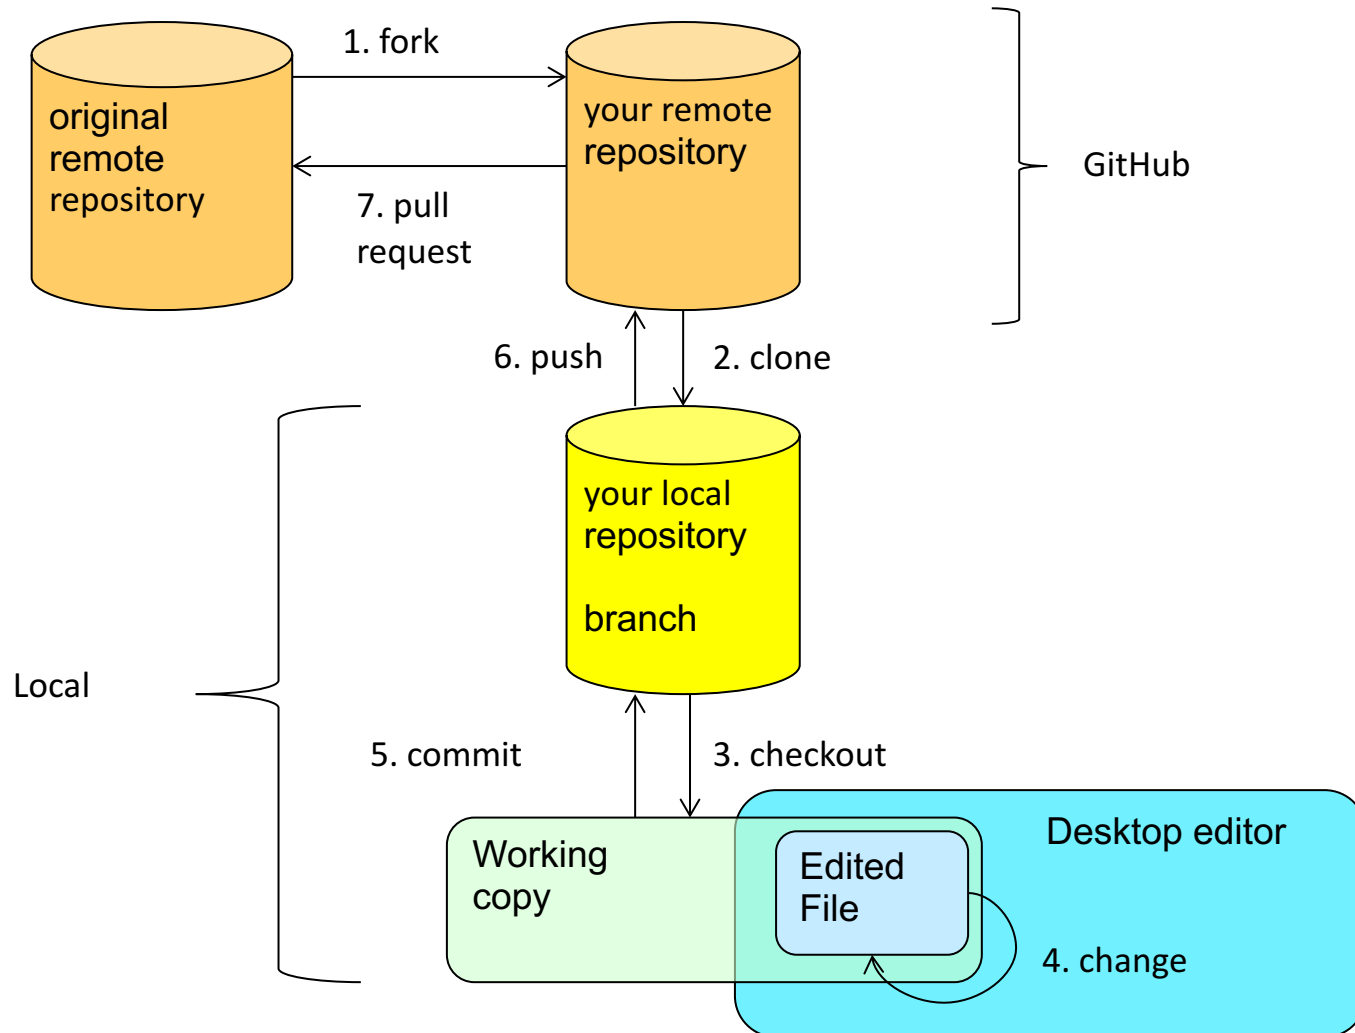 1. fork
original
remote
repository
your remote
repository
GitHub
7. pull
request
6. push
2. clone
your local
repository
branch
Local
5. commit
3. checkout
Working
copy
Edited
File
Desktop editor
4. change